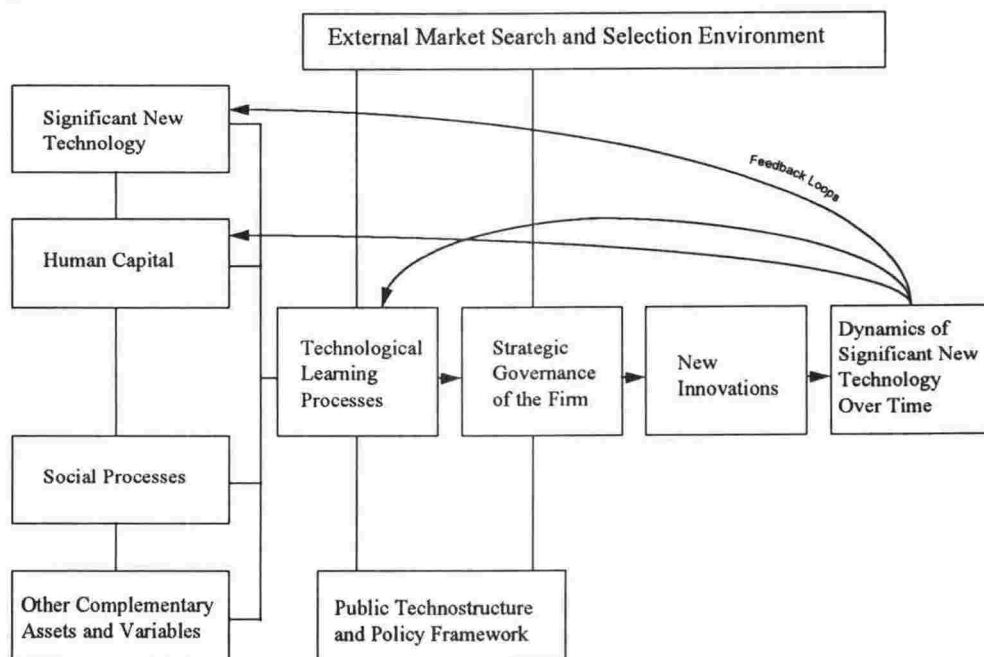 External Market Search and Selection Environment
Significant New
Technology
Feedback Loops
Human Capital
Technological
Learning
Processes
Strategic
Governance
of the Firm
New
Innovations
Dynamics of
Significant New
Technology
Over Time
Social Processes
Other Complementary
Assets and Variables
Public Technostructure
and Policy Framework